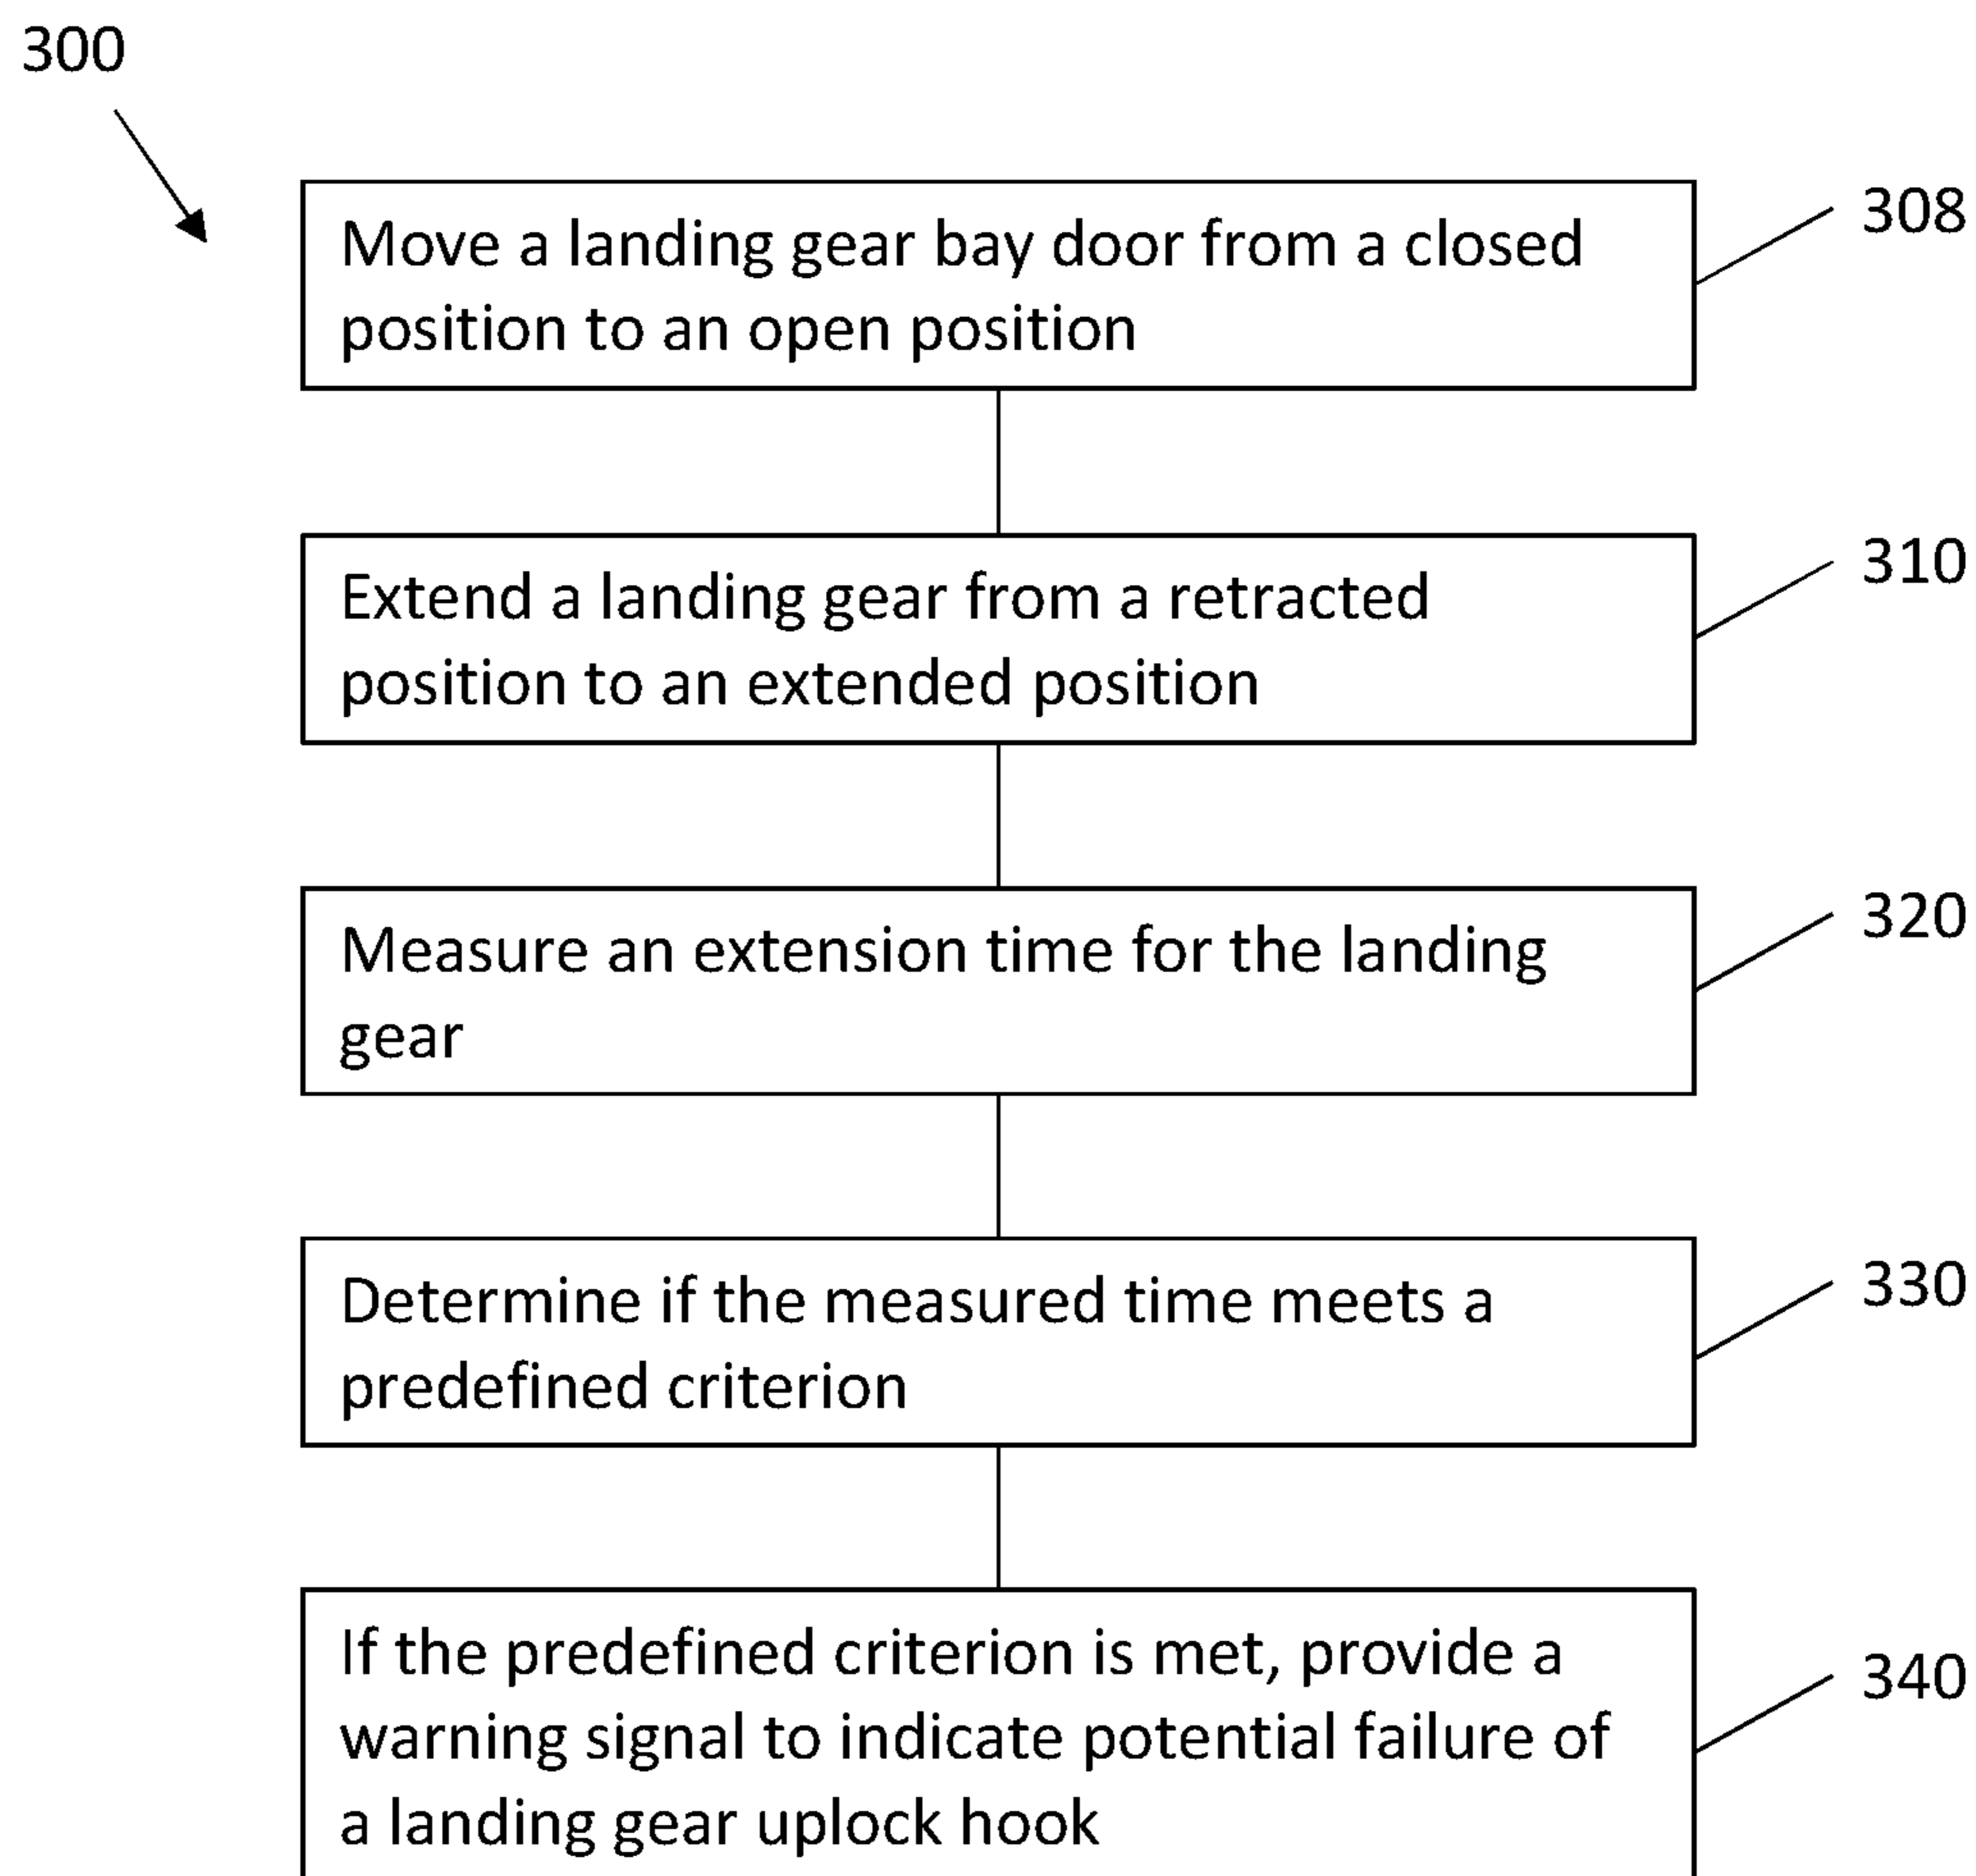 300
Move a landing gear bay door from a closed
position to an open position
308
Extend a landing gear from a retracted
position to an extended position
310
Measure an extension time for the landing
gear
320
Determine if the measured time meets a
predefined criterion
330
If the predefined criterion is met, provide a
warning signal to indicate potential failure of
a landing gear uplock hook
340